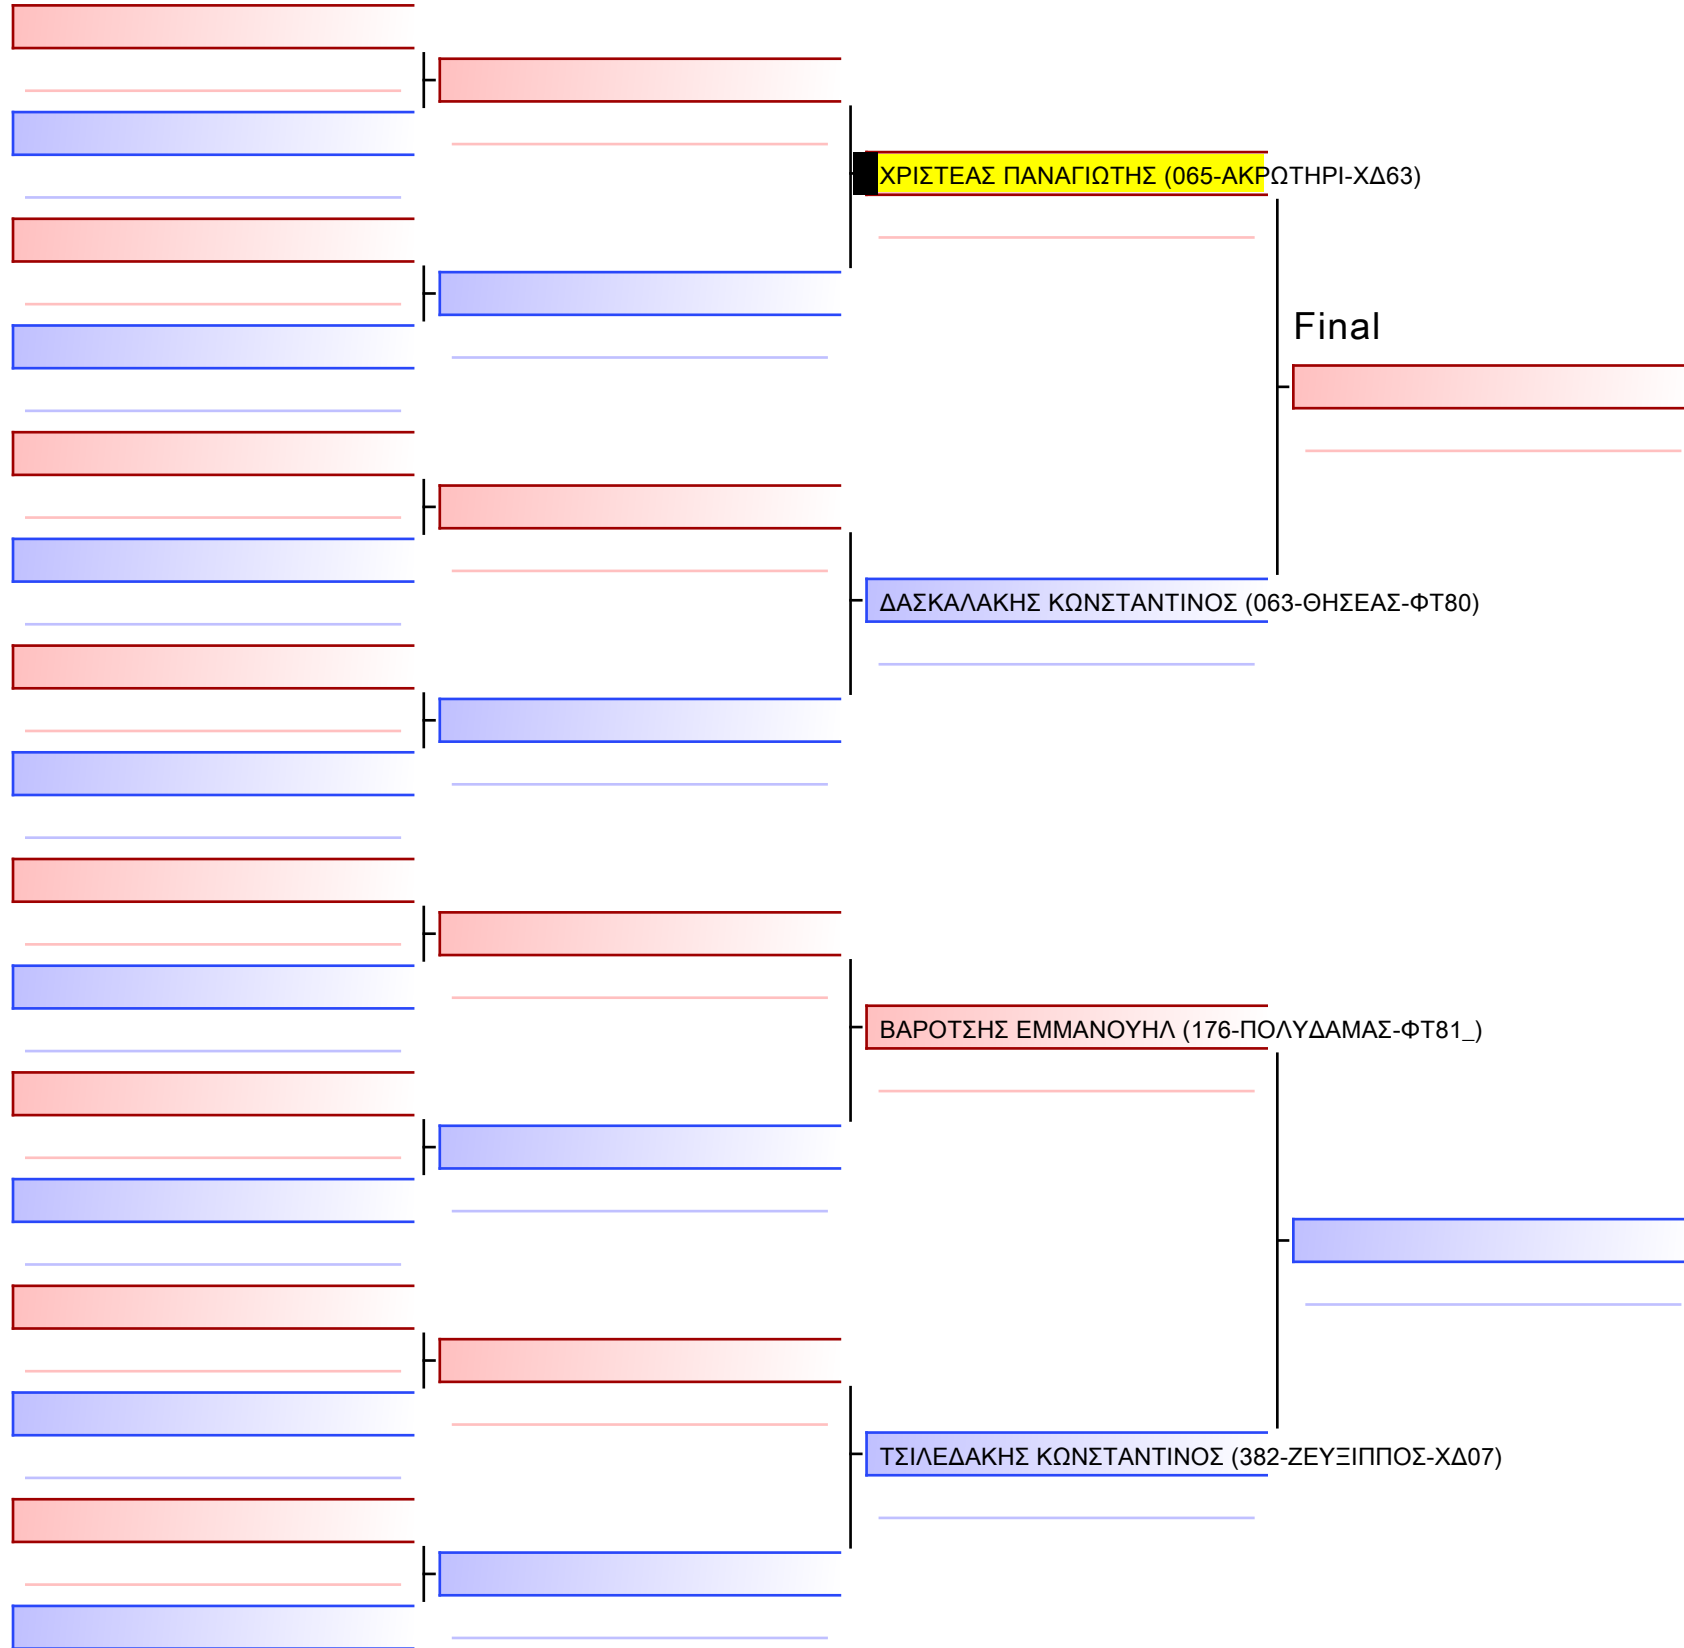 ΧΡΙΣΤΕΑΣ ΠΑΝΑΓΙΩΤΗΣ (065-ΑΚΡΩΤΗΡΙ-ΧΔ63)
Final
ΔΑΣΚΑΛΑΚΗΣ ΚΩΝΣΤΑΝΤΙΝΟΣ (063-ΘΗΣΕΑΣ-ΦΤ80)
ΒΑΡΟΤΣΗΣ ΕΜΜΑΝΟΥΗΛ (176-ΠΟΛΥΔΑΜΑΣ-ΦΤ81_)
ΤΣΙΛΕΔΑΚΗΣ ΚΩΝΣΤΑΝΤΙΝΟΣ (382-ΖΕΥΞΙΠΠΟΣ-ΧΔ07)